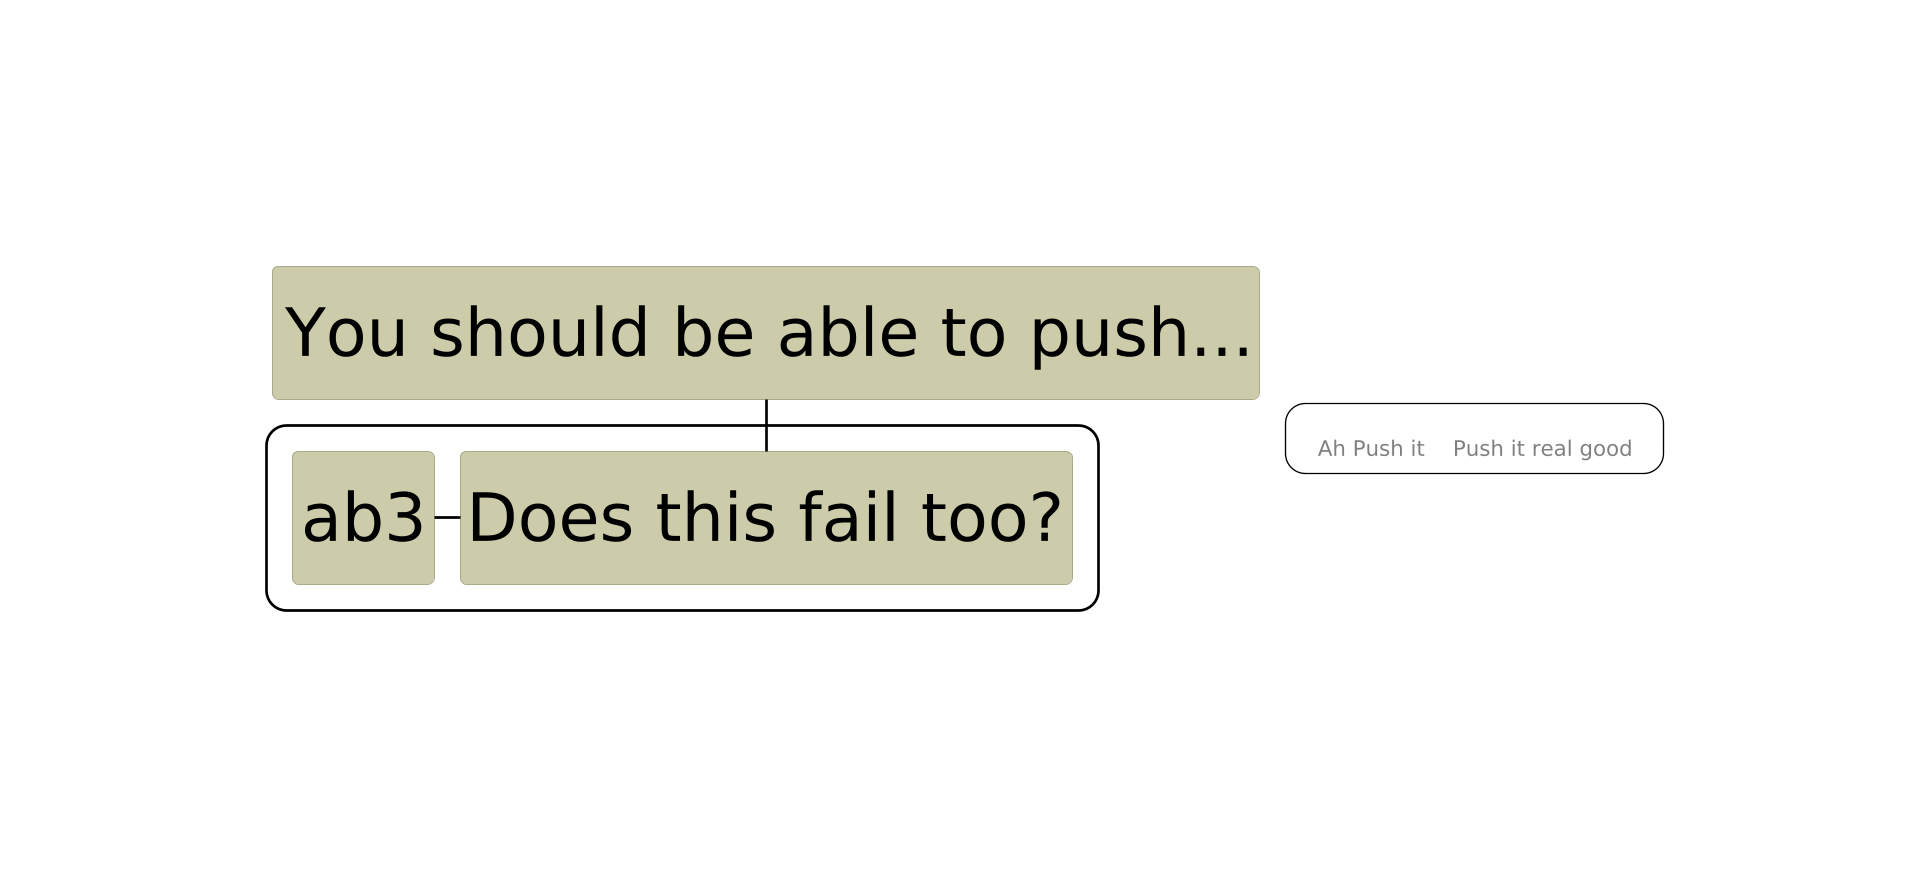 You should be able to push...
Ah Push it Push it real good
ab3 Does this fail too?